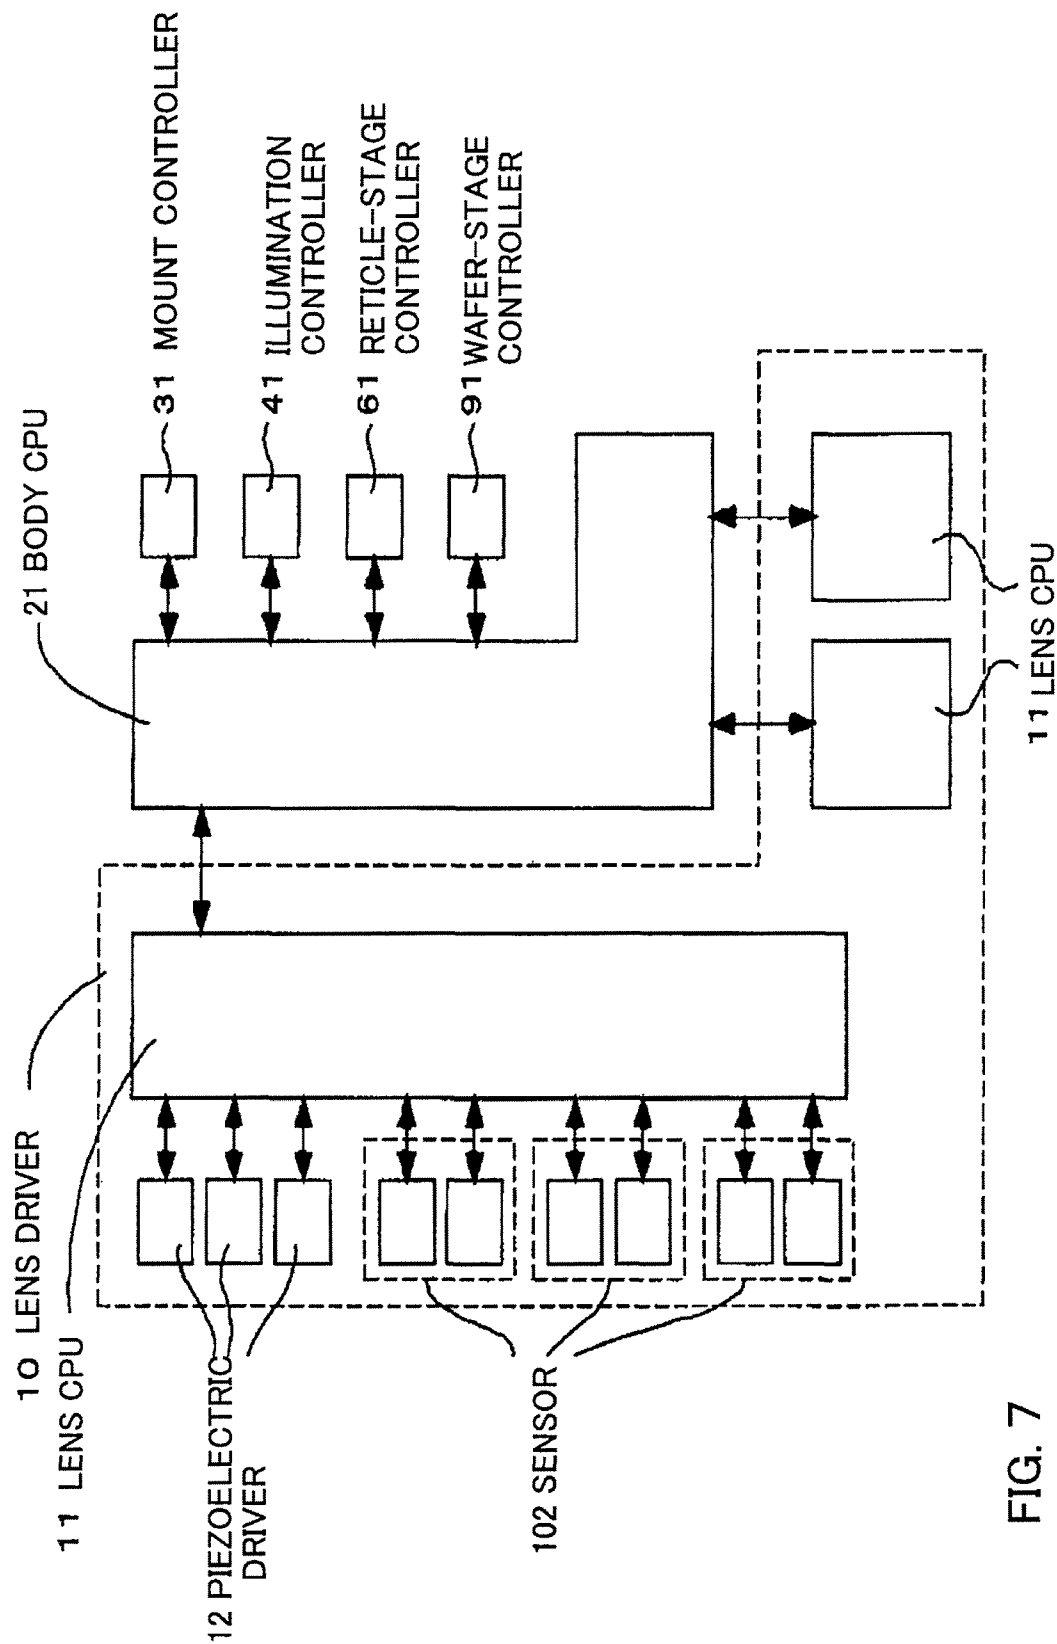 10 LENS DRIVER
11 LENS CPU
12 PIEZOELECTRIC
DRIVER
102 SENSOR
21 BODY CPU
31 MOUNT CONTROLLER
41 ILLUMINATION
CONTROLLER
61 RETICLE-STAGE
CONTROLLER
91 WAFER-STAGE
CONTROLLER
11 LENS CPU
FIG. 7